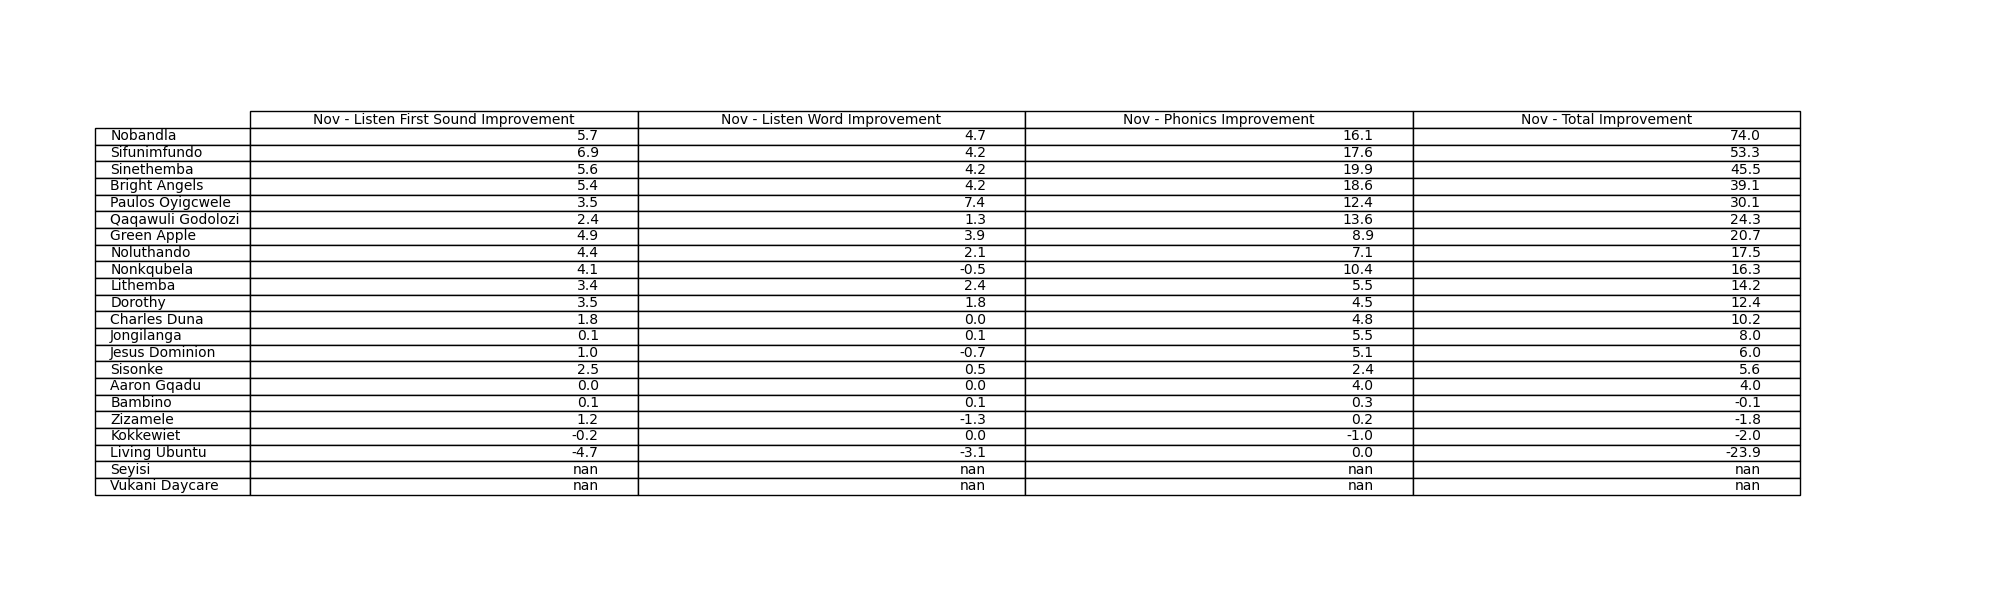 Nov - Listen First Sound Improvement Nov - Listen Word Improvement Nov - Phonics Improvement Nov - Total Improvement
Nobandla 5.7 4.7 16.1 74.0
Sifunimfundo 6.9 4.2 17.6 53.3
Sinethemba 5.6 4.2 19.9 45.5
Bright Angels 5.4 4.2 18.6 39.1
Paulos Oyigcwele 3.5 7.4 12.4 30.1
Qaqawuli Godolozi 2.4 1.3 13.6 24.3
Green Apple 4.9 3.9 8.9 20.7
Noluthando 4.4 2.1 7.1 17.5
Nonkqubela 4.1 -0.5 10.4 16.3
Lithemba 3.4 2.4 5.5 14.2
Dorothy 3.5 1.8 4.5 12.4
Charles Duna 1.8 0.0 4.8 10.2
Jongilanga 0.1 0.1 5.5 8.0
Jesus Dominion 1.0 -0.7 5.1 6.0
Sisonke 2.5 0.5 2.4 5.6
Aaron Gqadu 0.0 0.0 4.0 4.0
Bambino 0.1 0.1 0.3 -0.1
Zizamele 1.2 -1.3 0.2 -1.8
Kokkewiet -0.2 0.0 -1.0 -2.0
Living Ubuntu -4.7 -3.1 0.0 -23.9
Seyisi nan nan nan nan
Vukani Daycare nan nan nan nan